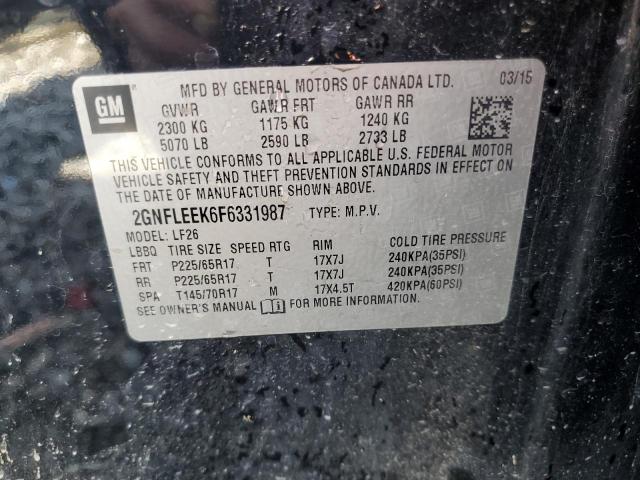 MFD BY GENERAL MOTORS OF CANADA LTD. 03/15
GM
GVWR GAWR FRT GAWR RR
2300 KG 1175 KG 1240 KG
5070 LB 2590 LB 2733 LB
THIS VEHICLE CONFORMS TO ALL APPLICABLE U.S. FEDERAL MOTOR
VEHICLE SAFETY AND THEFT PREVENTION STANDARDS IN EFFECT ON
THE DATE OF MANUFACTURE SHOWN ABOVE.
2GNFLEEK6F6331987 TYPE: M.P.V.
MODEL: LF26
LBBQ TIRE SIZE SPEED RTG RIM COLD TIRE PRESSURE
FRT P225/65R17 T 17X7J 240KPA(35PSI)
RR P225/65R17 T 17X7J 240KPA(35PSI)
SPA T145/70R17 M 17X4.5T 420KPA(60PSI)
SEE OWNER'S MANUAL FOR MORE INFORMATION.